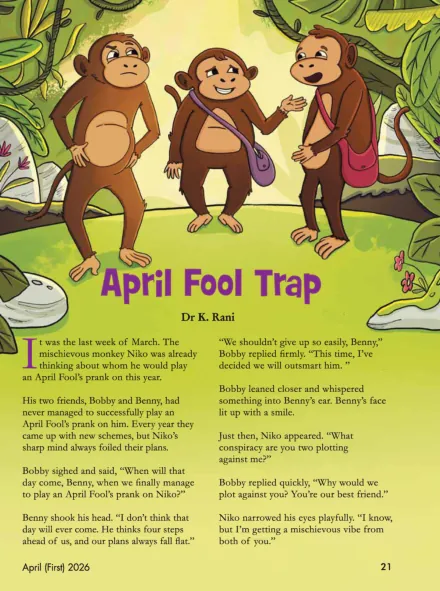 April Fool Trap
Dr K. Rani
It was the last week of March. The
mischievous monkey Niko was already
thinking about whom he would play
an April Fool's prank on this year.
His two friends, Bobby and Benny, had
never managed to successfully play an
April Fool's prank on him. Every year they
came up with new schemes, but Niko's
sharp mind always foiled their plans.
Bobby sighed and said, “When will that
day come, Benny, when we finally manage
to play an April Fool's prank on Niko?”
Benny shook his head. “I don't think that
day will ever come. He thinks four steps
ahead of us, and our plans always fall flat.”
“We shouldn't give up so easily, Benny,”
Bobby replied firmly. “This time, I've
decided we will outsmart him. ”
Bobby leaned closer and whispered
something into Benny's ear. Benny's face
lit up with a smile.
Just then, Niko appeared. “What
conspiracy are you two plotting
against me?”
Bobby replied quickly, “Why would we
plot against you? You're our best friend.”
Niko narrowed his eyes playfully. “I know,
but I'm getting a mischievous vibe from
both of you.”
April (First) 2026
21